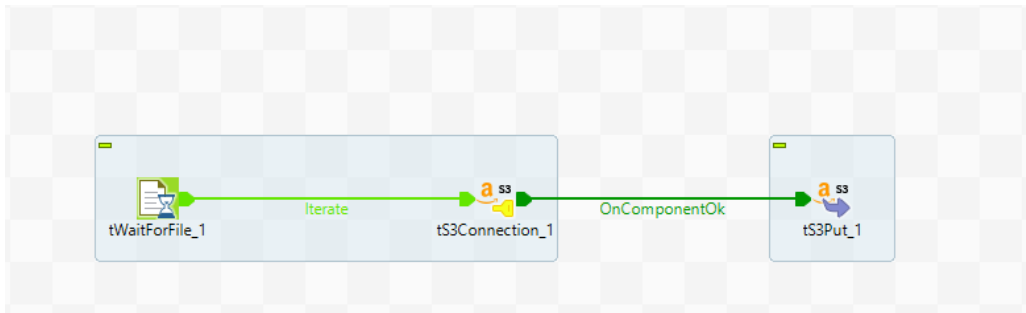 S3
S3
Iterate
OnComponentOk
tWaitForFile_1
tS3Connection_1
tS3Put_1